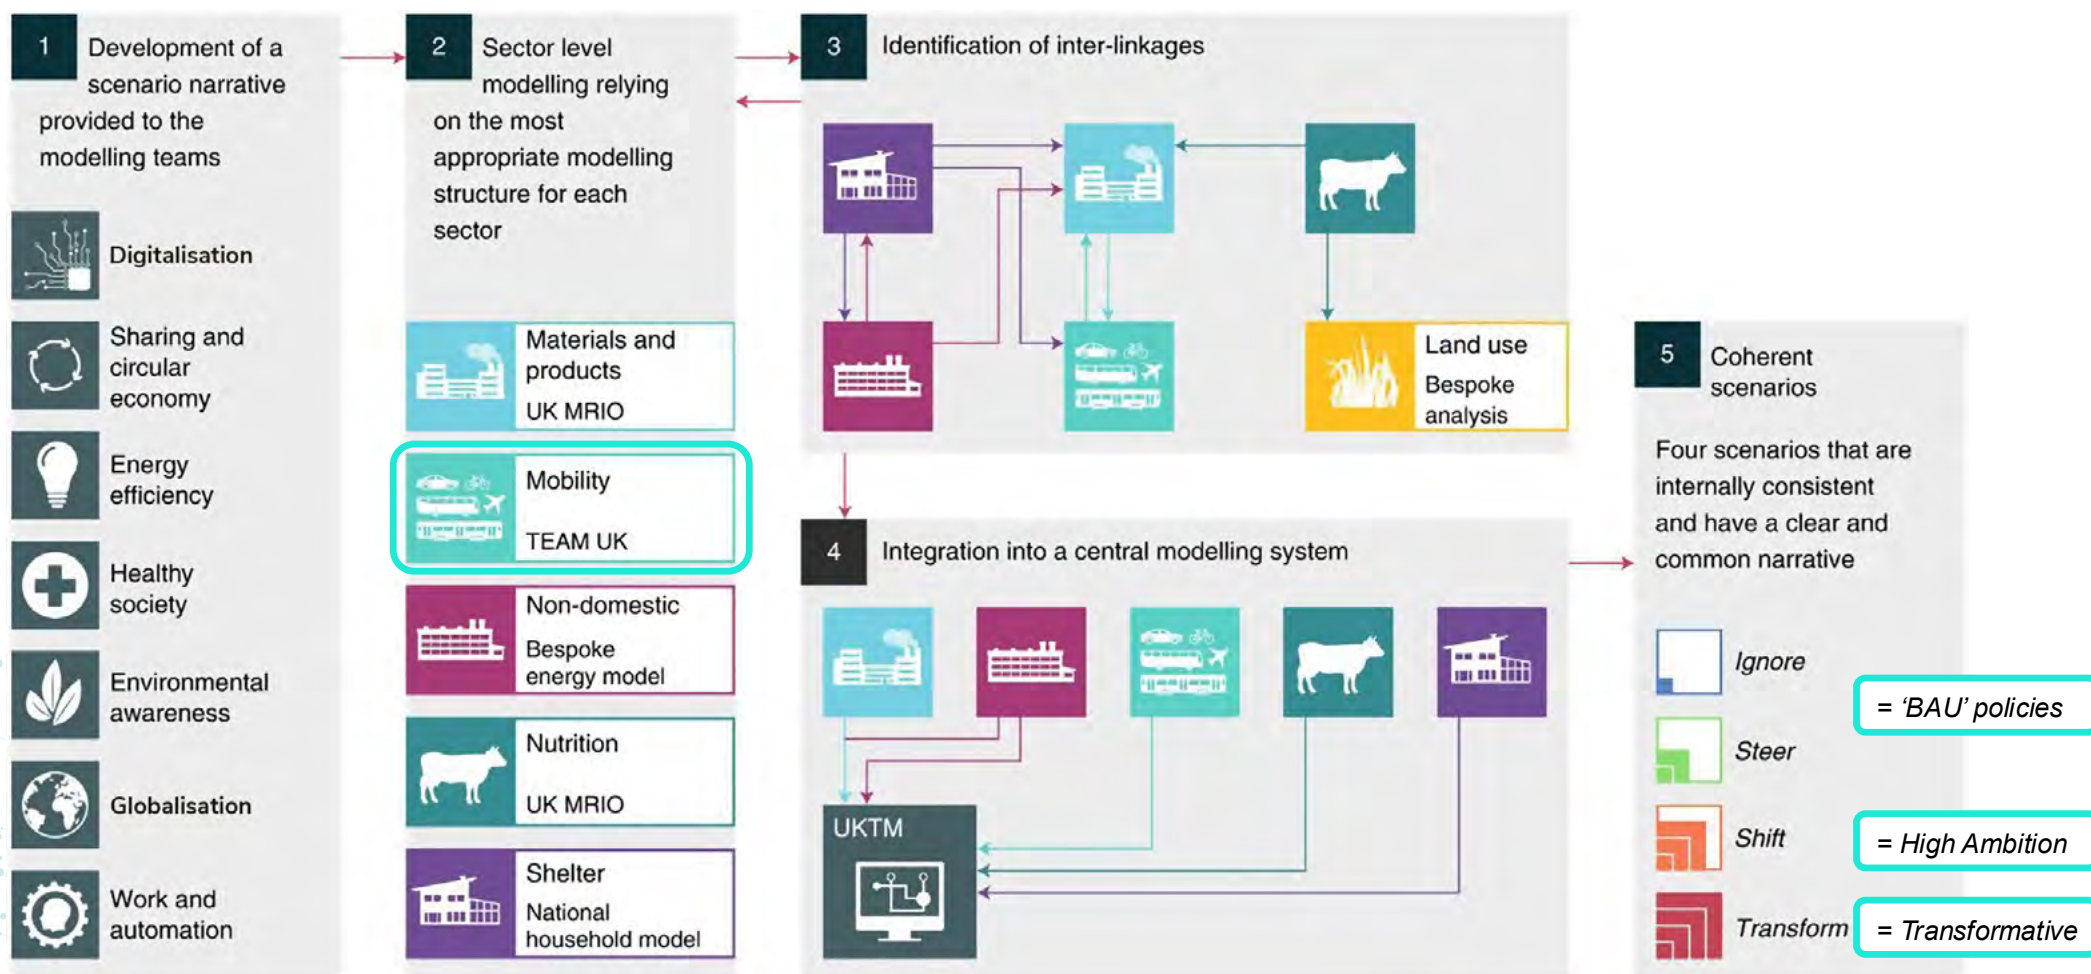 1
Development of a
scenario narrative
provided to the
modelling teams
Digitalisation
Sharing and
circular
economy
Energy
efficiency
Healthy
society
Environmental
awareness
Globalisation
Work and
automation
2
Sector level
modelling relying
on the most
appropriate modelling
structure for each
sector
Materials and
products
UK MRIO
Mobility
TEAM UK
Non-domestic
Bespoke
energy model
Nutrition
UK MRIO
Shelter
National
household model
3
Identification of inter-linkages
Land use
Bespoke
analysis
4
Integration into a central modelling system
UKTM
5
Coherent
scenarios
Four scenarios that are
internally consistent
and have a clear and
common narrative
Ignore
= ‘BAU’ policies
Steer
Shift
= High Ambition
Transform
= Transformative